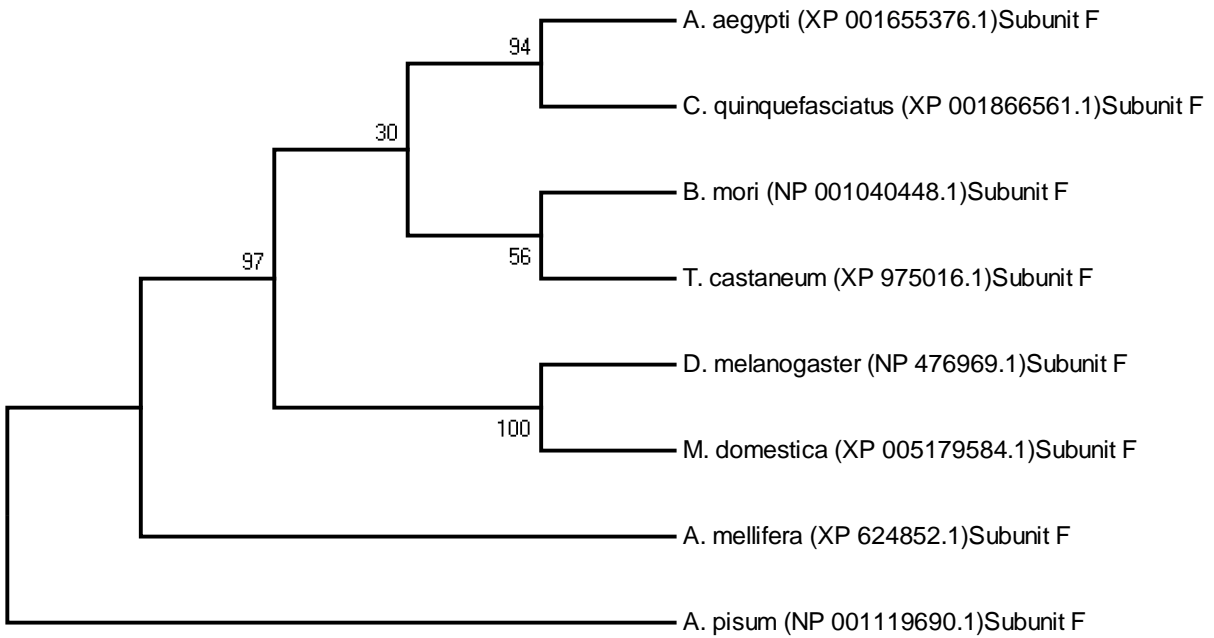 A. aegypti (XP 001655376.1)Subunit F
94
C. quinquefasciatus (XP 001866561.1)Subunit F
30
B. mori (NP 001040448.1)Subunit F
56
T. castaneum (XP 975016.1)Subunit F
97
D. melanogaster (NP 476969.1)Subunit F
100
M. domestica (XP 005179584.1)Subunit F
A. mellifera (XP 624852.1)Subunit F
A. pisum (NP 001119690.1)Subunit F